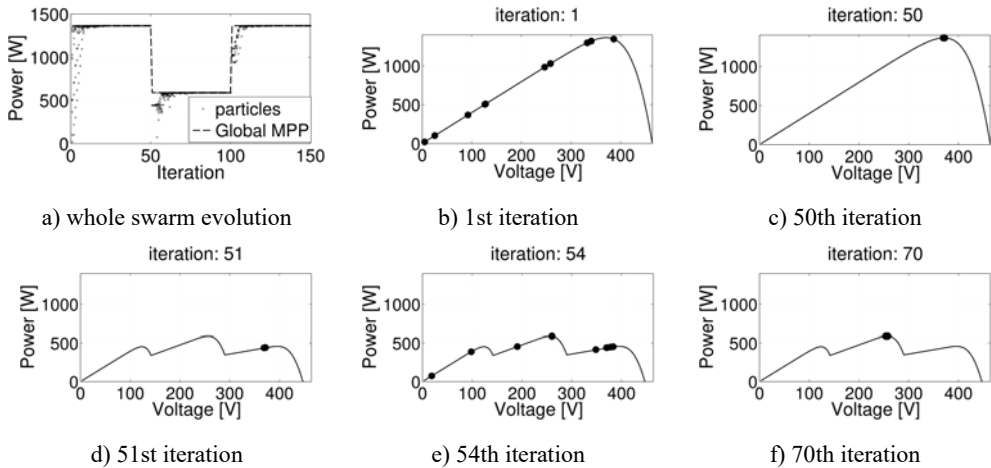 1500
1000
500
0
Power [W]
particles
Global MPP
0 50 100 150
Iteration
a) whole swarm evolution
iteration: 1
1000
500
0
Power [W]
0 100 200 300 400
Voltage [V]
b) 1st iteration
iteration: 50
1000
500
0
Power [W]
0 100 200 300 400
Voltage [V]
c) 50th iteration
iteration: 51
1000
500
0
Power [W]
0 100 200 300 400
Voltage [V]
d) 51st iteration
iteration: 54
1000
500
0
Power [W]
0 100 200 300 400
Voltage [V]
e) 54th iteration
iteration: 70
1000
500
0
Power [W]
0 100 200 300 400
Voltage [V]
f) 70th iteration